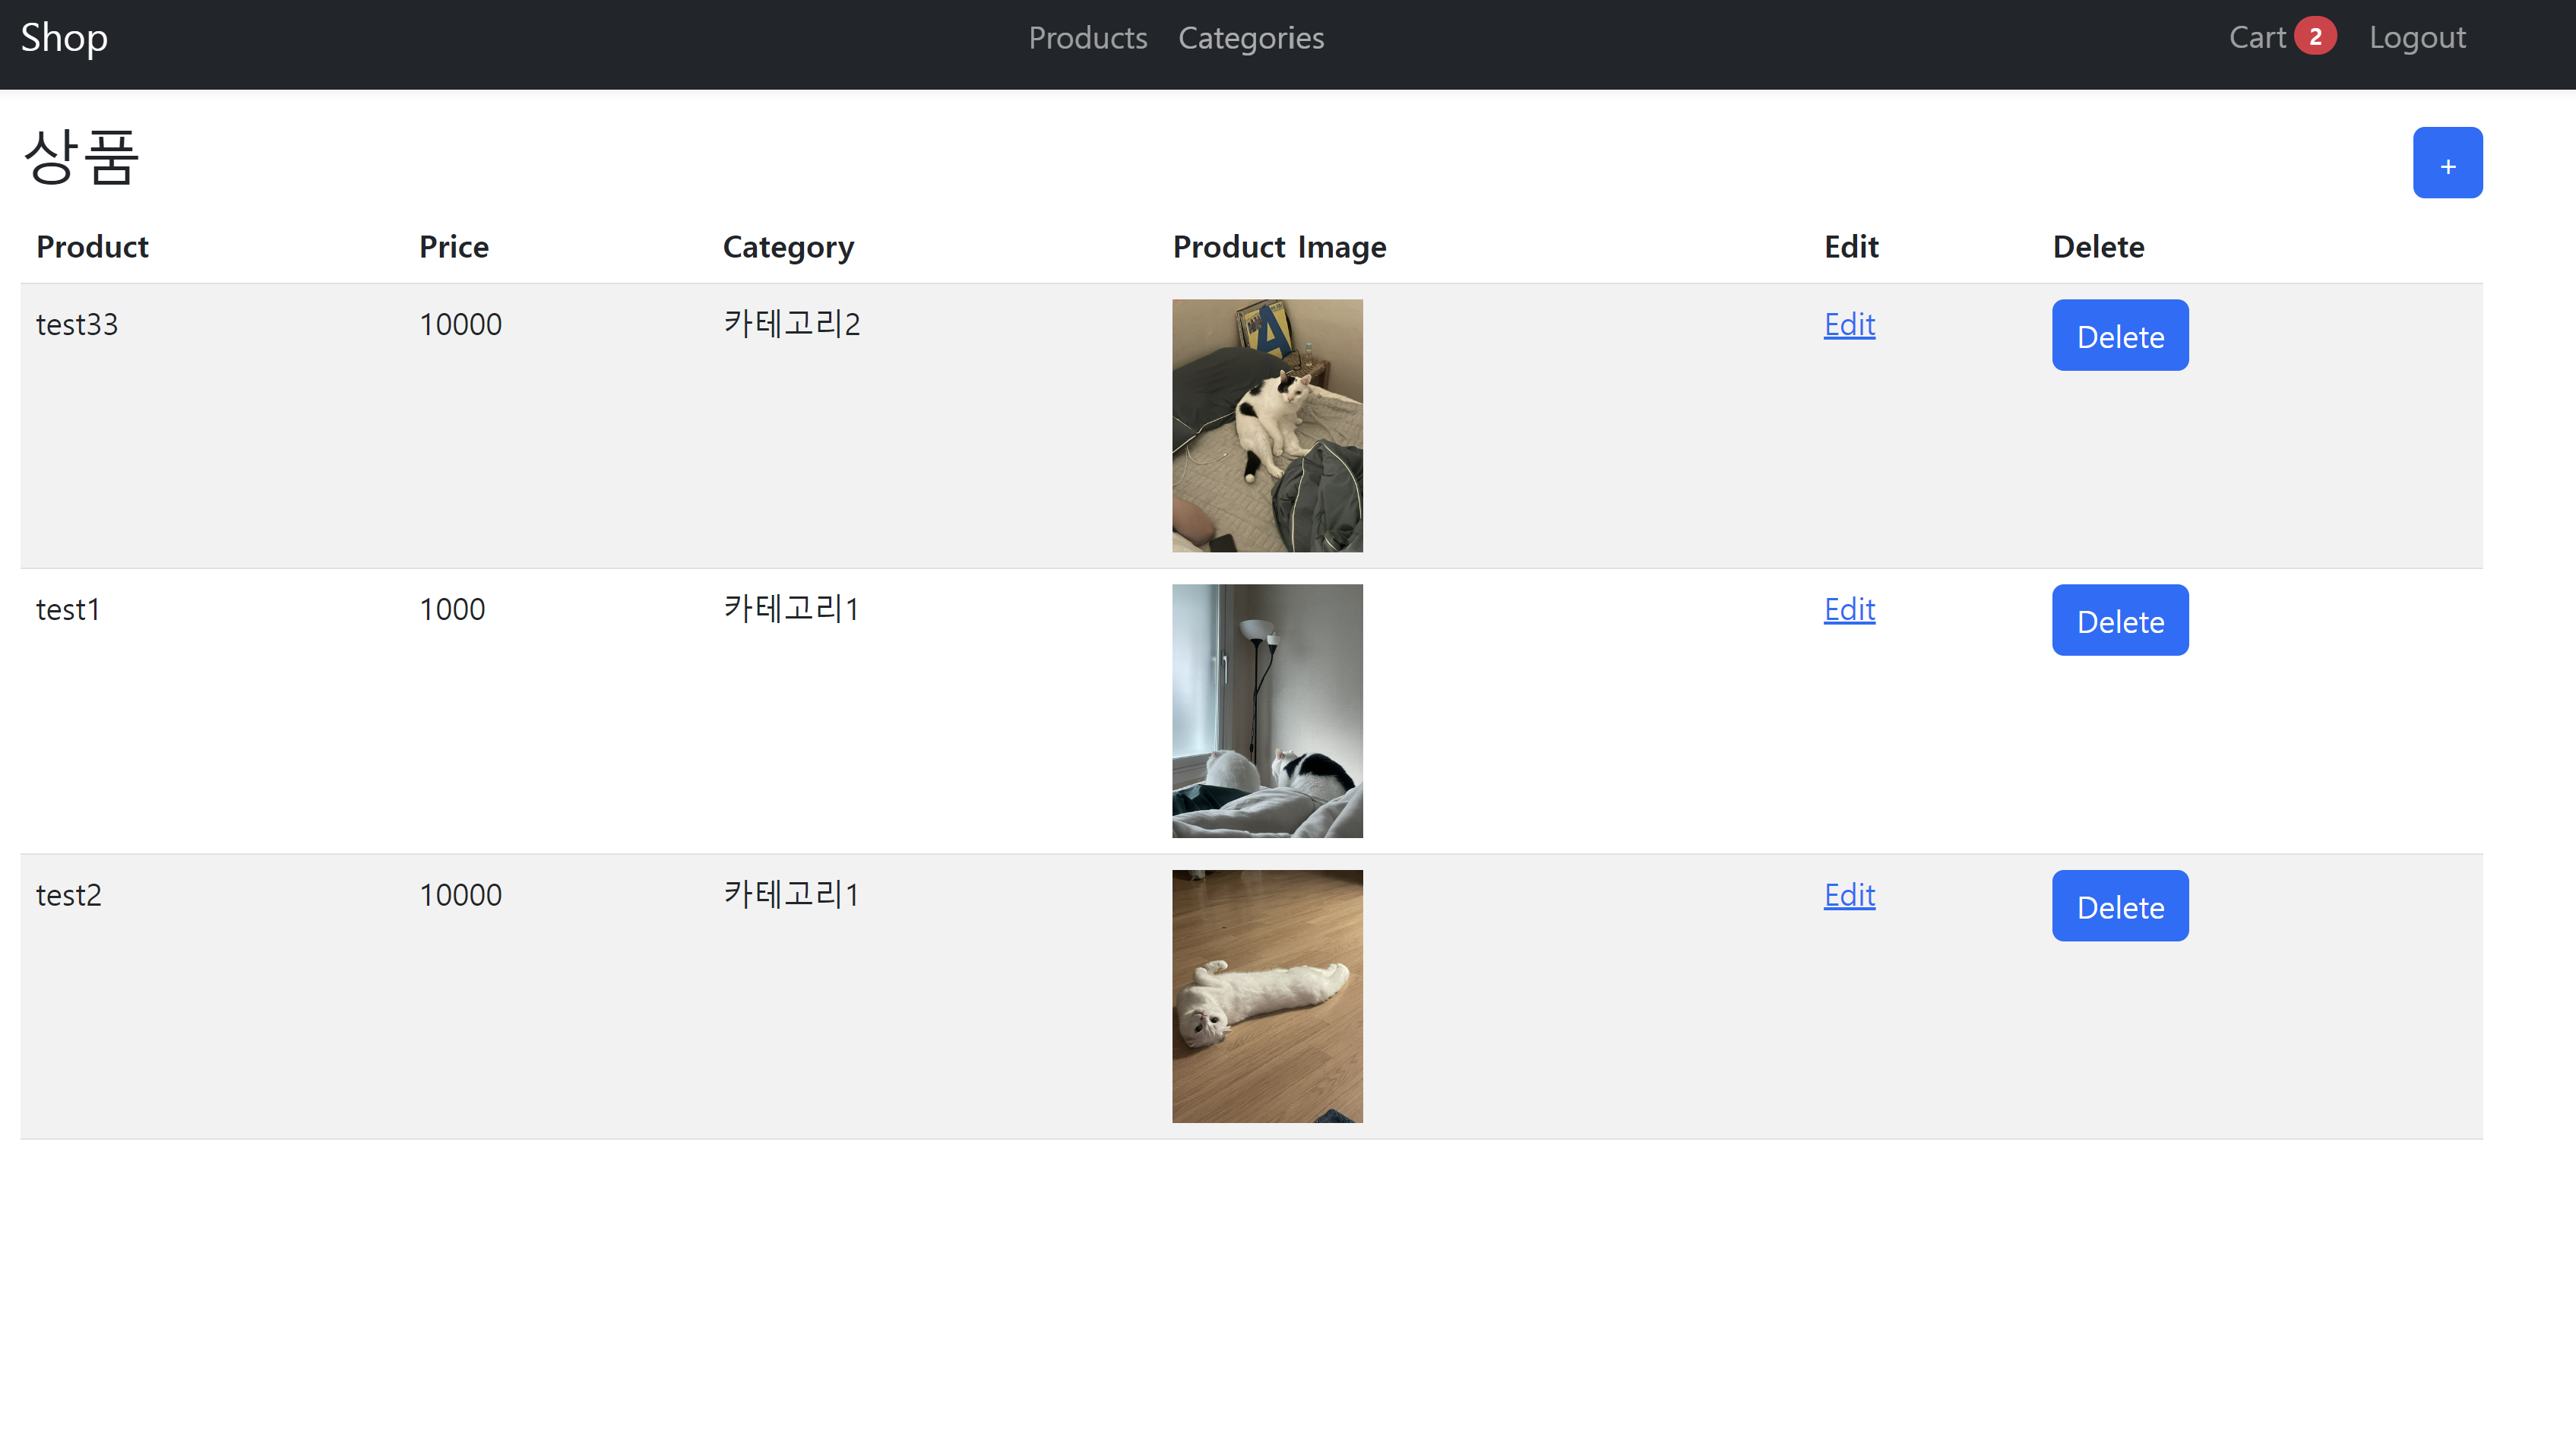 Shop Products Categories Cart 2 Logout
상품 +
Product Price Category Product Image Edit Delete
test33 10000 카테고리2 Edit Delete
A
test1 1000 카테고리1 Edit Delete
test2 10000 카테고리1 Edit Delete